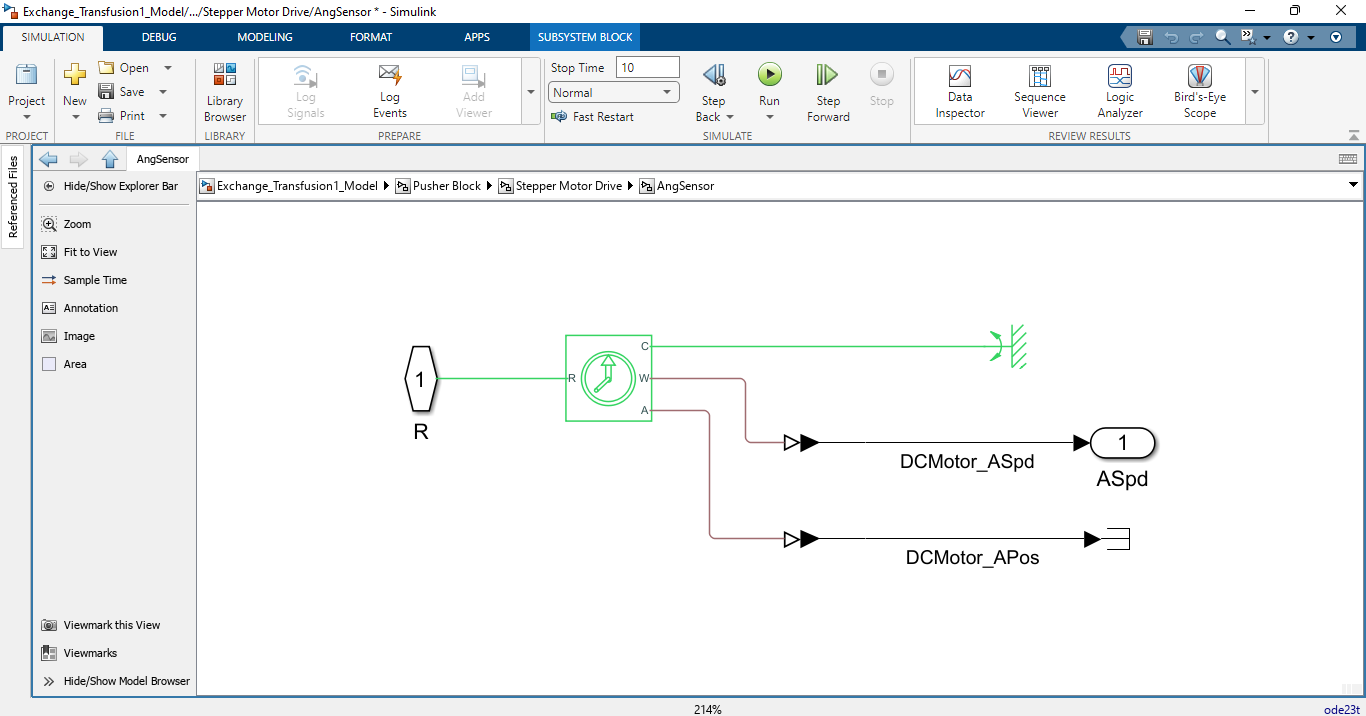 Exchange_Transfusion1_Model/.../Stepper Motor Drive/AngSensor * - Simulink
SIMULATION DEBUG MODELING FORMAT APPS SUBSYSTEM BLOCK
Project
New
Open
Save
Print
Library
Browser
Log
Signals
Log
Events
Add
Viewer
Stop Time 10
Normal
Fast Restart
Step
Back
Run
Step
Forward
Stop
Data
Inspector
Sequence
Viewer
Logic
Analyzer
Bird's-Eye
Scope
PROJECT FILE LIBRARY PREPARE SIMULATE REVIEW RESULTS
Referenced Files
AngSensor
Hide/Show Explorer Bar
Exchange_Transfusion1_Model Pusher Block Stepper Motor Drive AngSensor
Zoom
Fit to View
Sample Time
Annotation
Image
Area
1
R
R
C
W
A
DCMotor_ASpd
1
ASpd
DCMotor_APos
Viewmark this View
Viewmarks
Hide/Show Model Browser
214%
ode23t